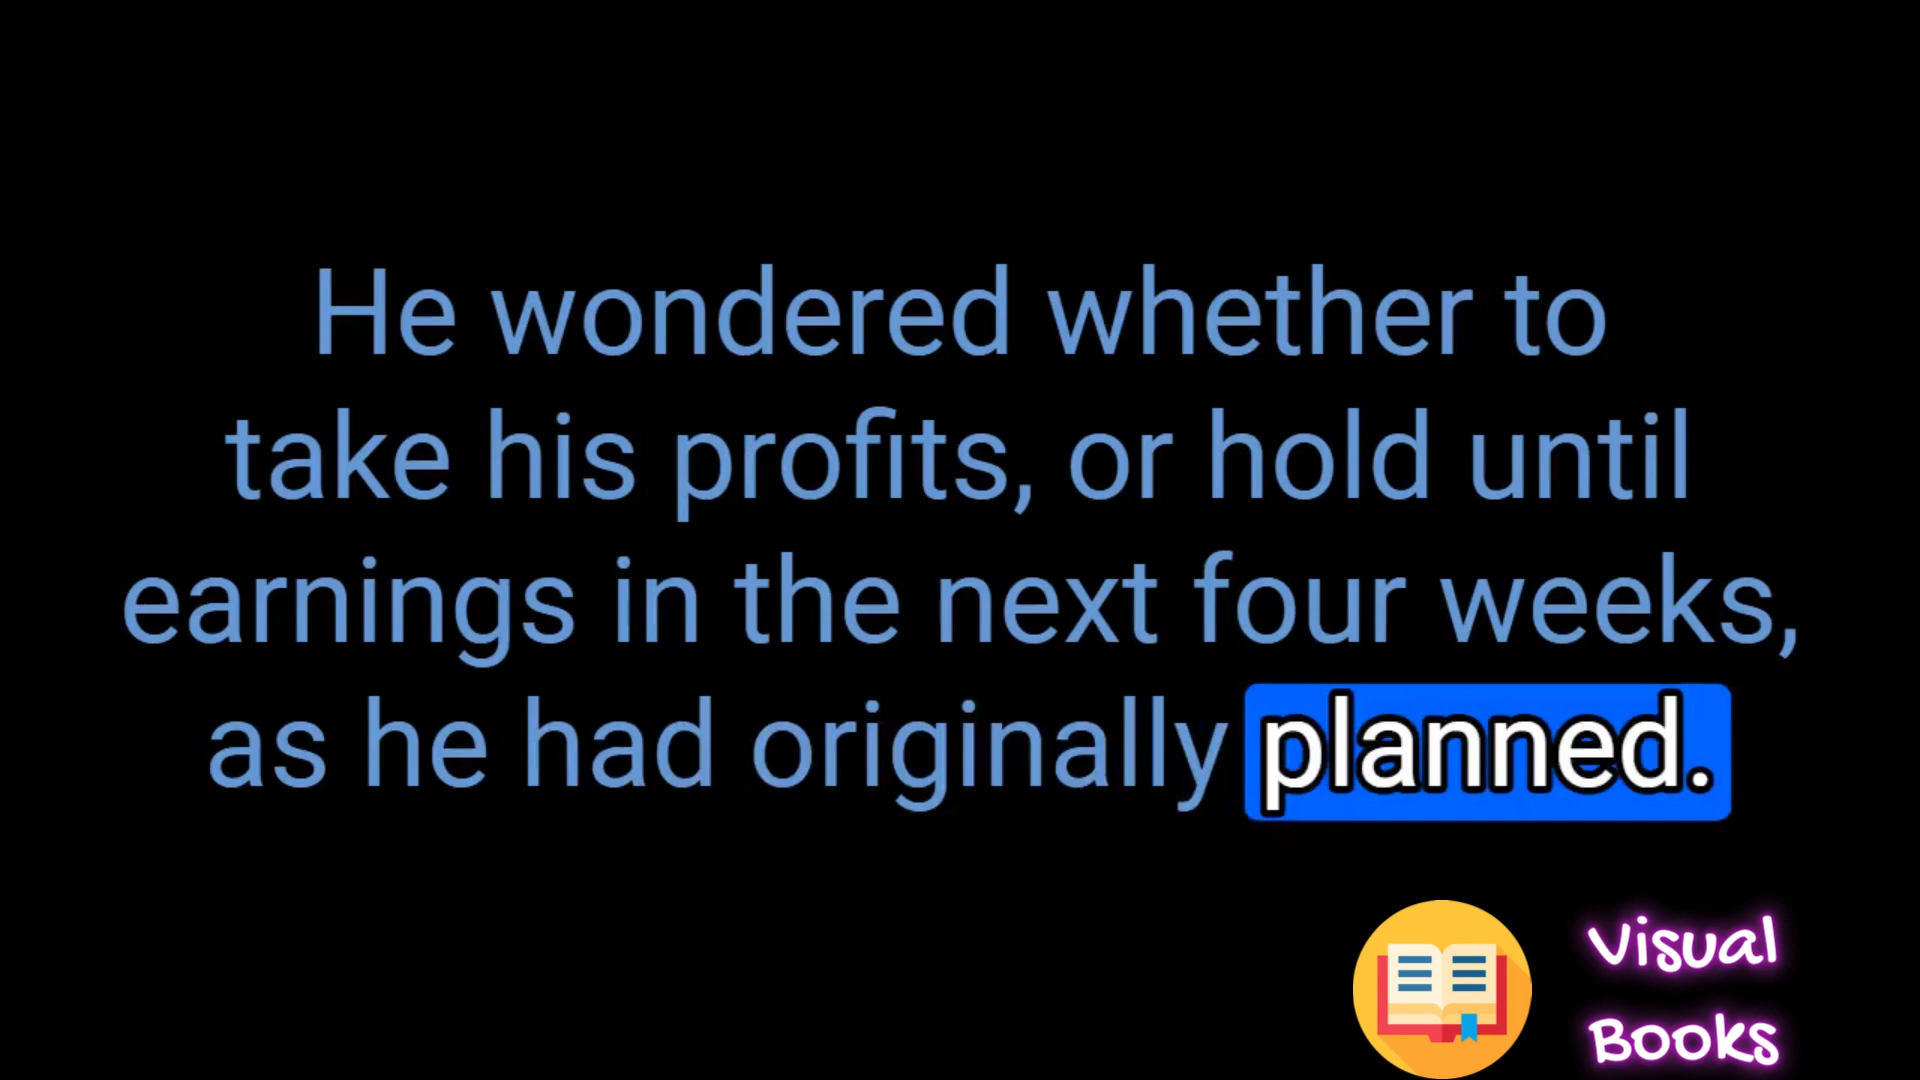 He wondered whether to
take his profits, or hold until
earnings in the next four weeks,
as he had originally planned.
Visual
Books